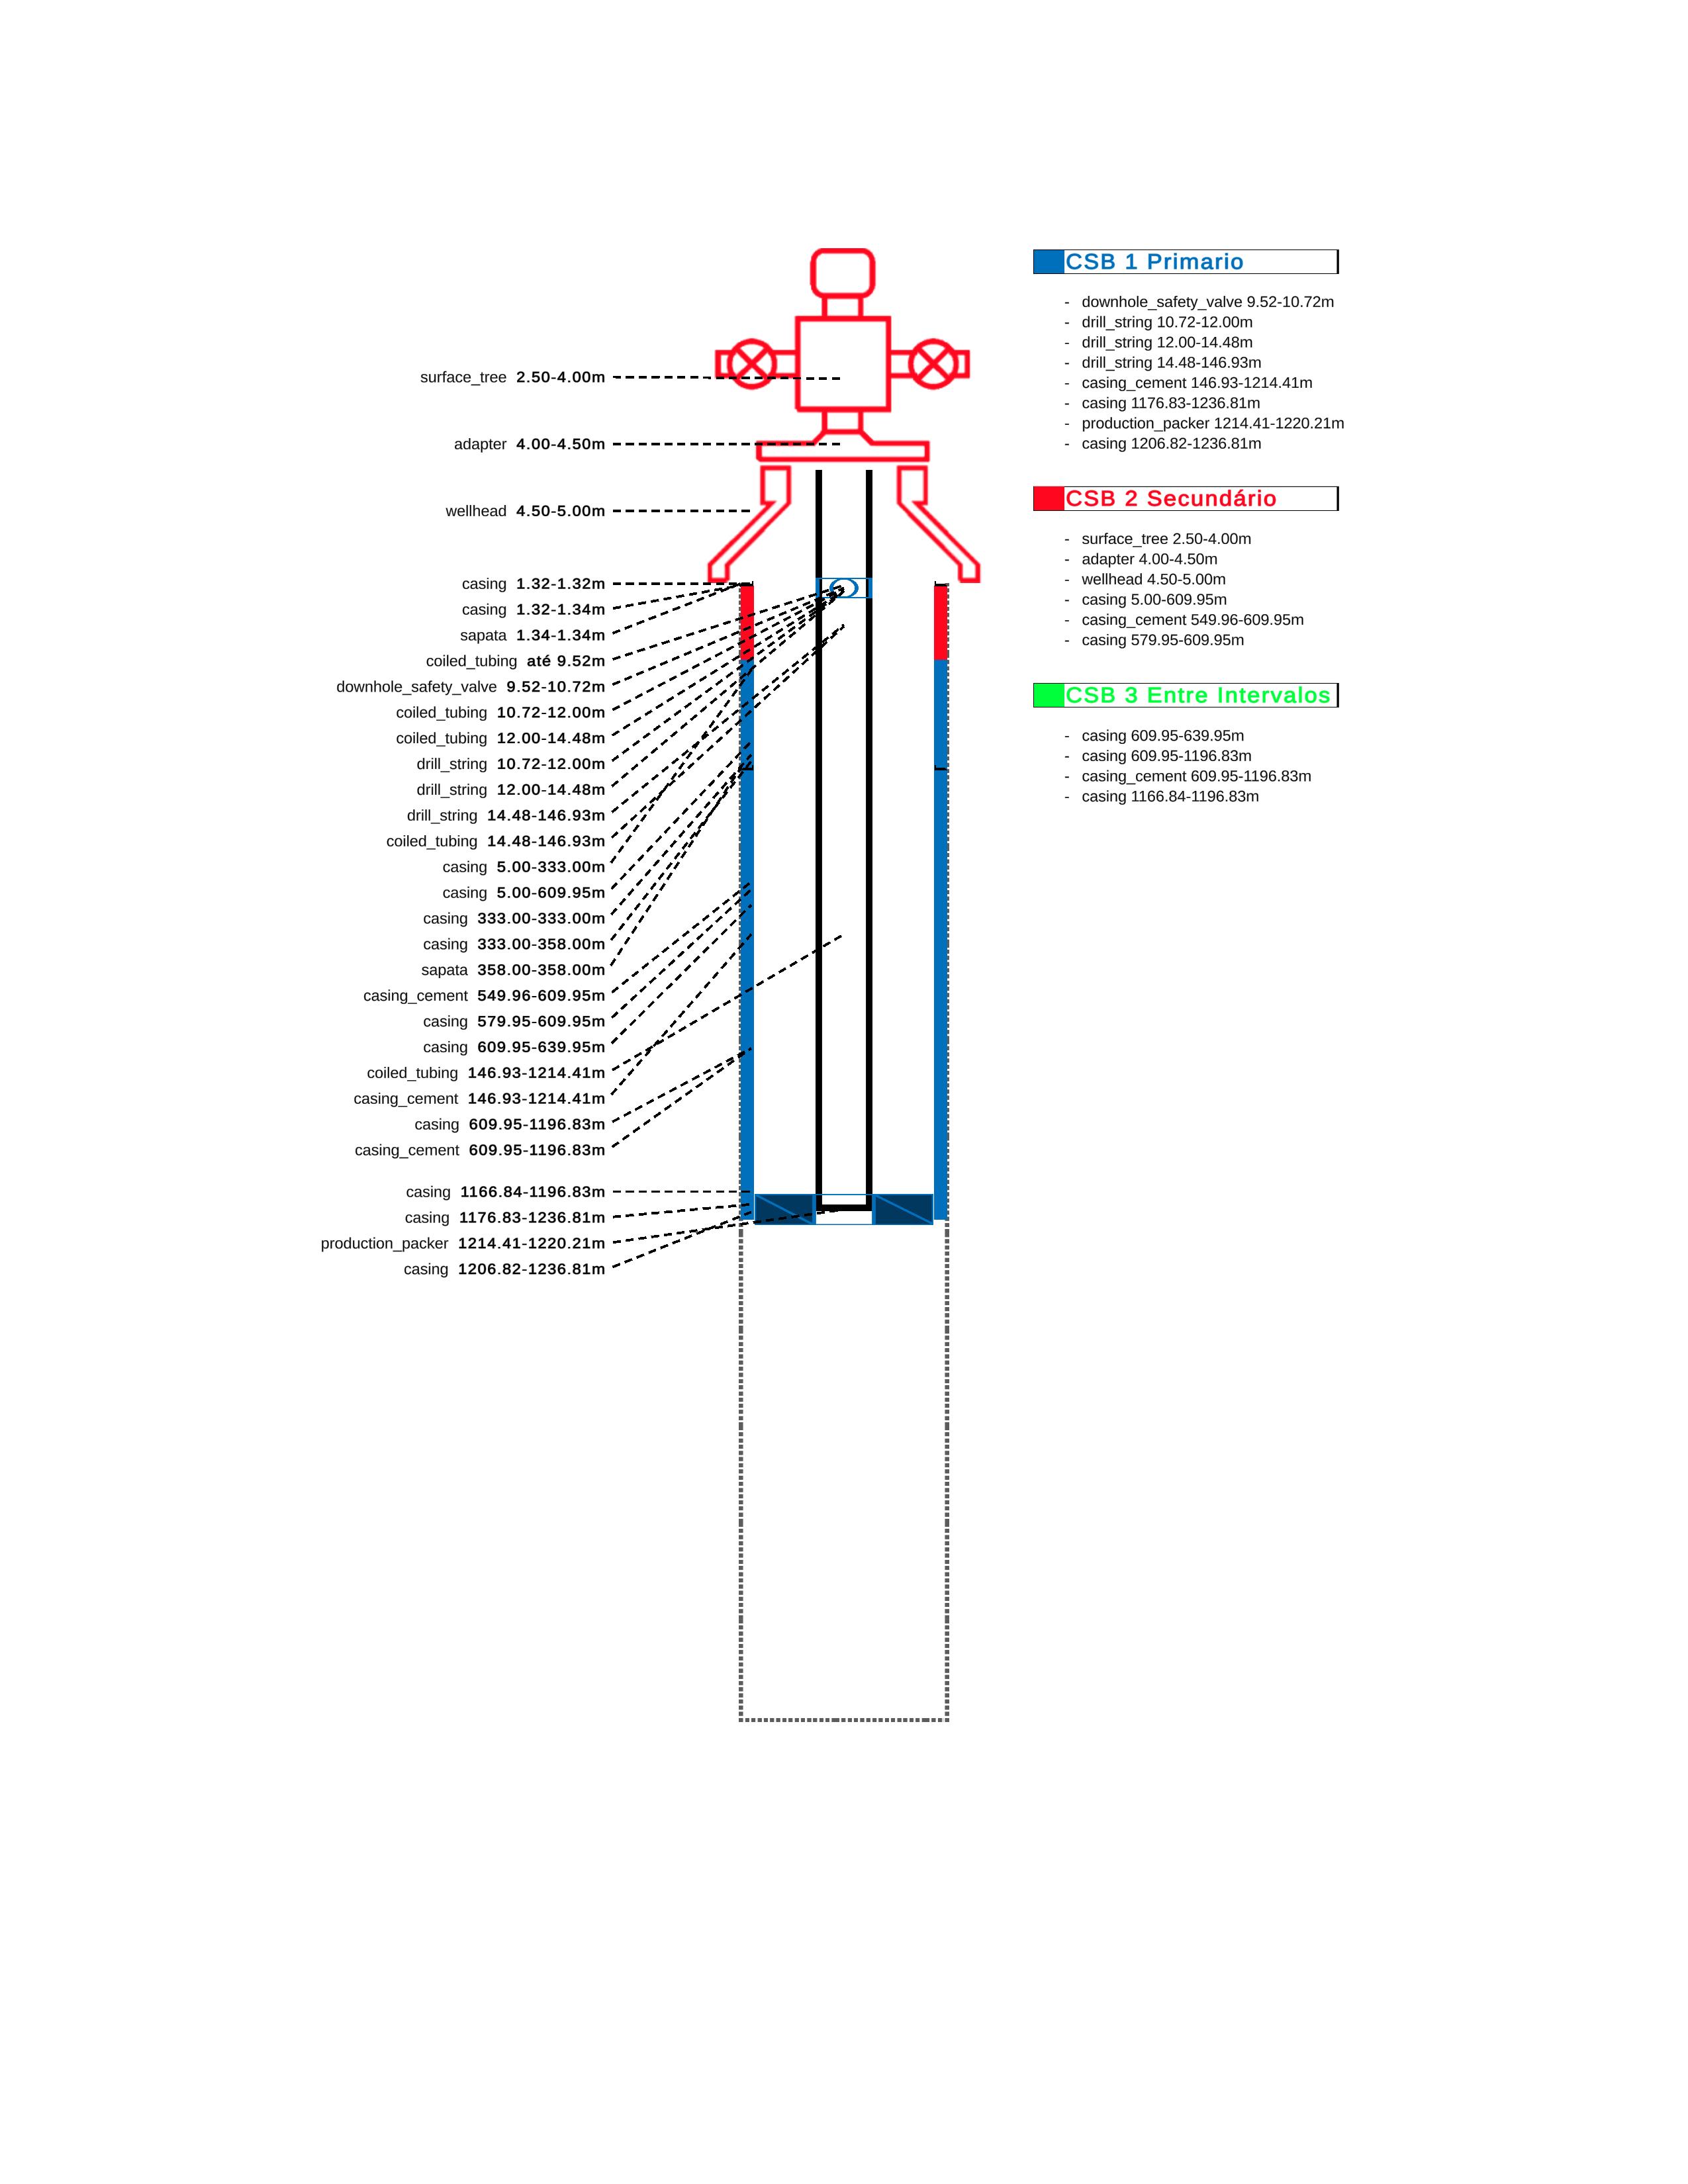 surface_tree 2.50-4.00m
adapter 4.00-4.50m
wellhead 4.50-5.00m
casing 1.32-1.32m
casing 1.32-1.34m
sapata 1.34-1.34m
coiled_tubing até 9.52m
downhole_safety_valve 9.52-10.72m
coiled_tubing 10.72-12.00m
coiled_tubing 12.00-14.48m
drill_string 10.72-12.00m
drill_string 12.00-14.48m
drill_string 14.48-146.93m
coiled_tubing 14.48-146.93m
casing 5.00-333.00m
casing 5.00-609.95m
casing 333.00-333.00m
casing 333.00-358.00m
sapata 358.00-358.00m
casing_cement 549.96-609.95m
casing 579.95-609.95m
casing 609.95-639.95m
coiled_tubing 146.93-1214.41m
casing_cement 146.93-1214.41m
casing 609.95-1196.83m
casing_cement 609.95-1196.83m
casing 1166.84-1196.83m
casing 1176.83-1236.81m
production_packer 1214.41-1220.21m
casing 1206.82-1236.81m
CSB 1 Primario
- downhole_safety_valve 9.52-10.72m
- drill_string 10.72-12.00m
- drill_string 12.00-14.48m
- drill_string 14.48-146.93m
- casing_cement 146.93-1214.41m
- casing 1176.83-1236.81m
- production_packer 1214.41-1220.21m
- casing 1206.82-1236.81m
CSB 2 Secundário
- surface_tree 2.50-4.00m
- adapter 4.00-4.50m
- wellhead 4.50-5.00m
- casing 5.00-609.95m
- casing_cement 549.96-609.95m
- casing 579.95-609.95m
CSB 3 Entre Intervalos
- casing 609.95-639.95m
- casing 609.95-1196.83m
- casing_cement 609.95-1196.83m
- casing 1166.84-1196.83m